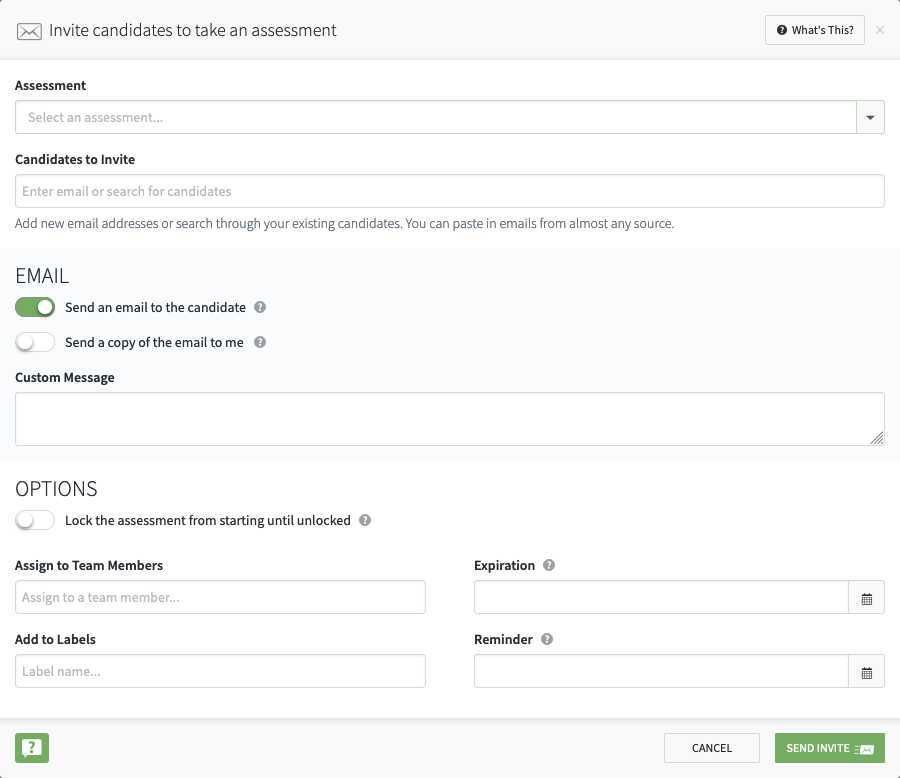 Invite candidates to take an assessment
What's This?
Assessment
Select an assessment...
Candidates to Invite
Enter email or search for candidates
Add new email addresses or search through your existing candidates. You can paste in emails from almost any source.
EMAIL
Send an email to the candidate
Send a copy of the email to me
Custom Message
OPTIONS
Lock the assessment from starting until unlocked
Assign to Team Members
Expiration
Assign to a team member...
Add to Labels
Reminder
Label name...
CANCEL
SEND INVITE